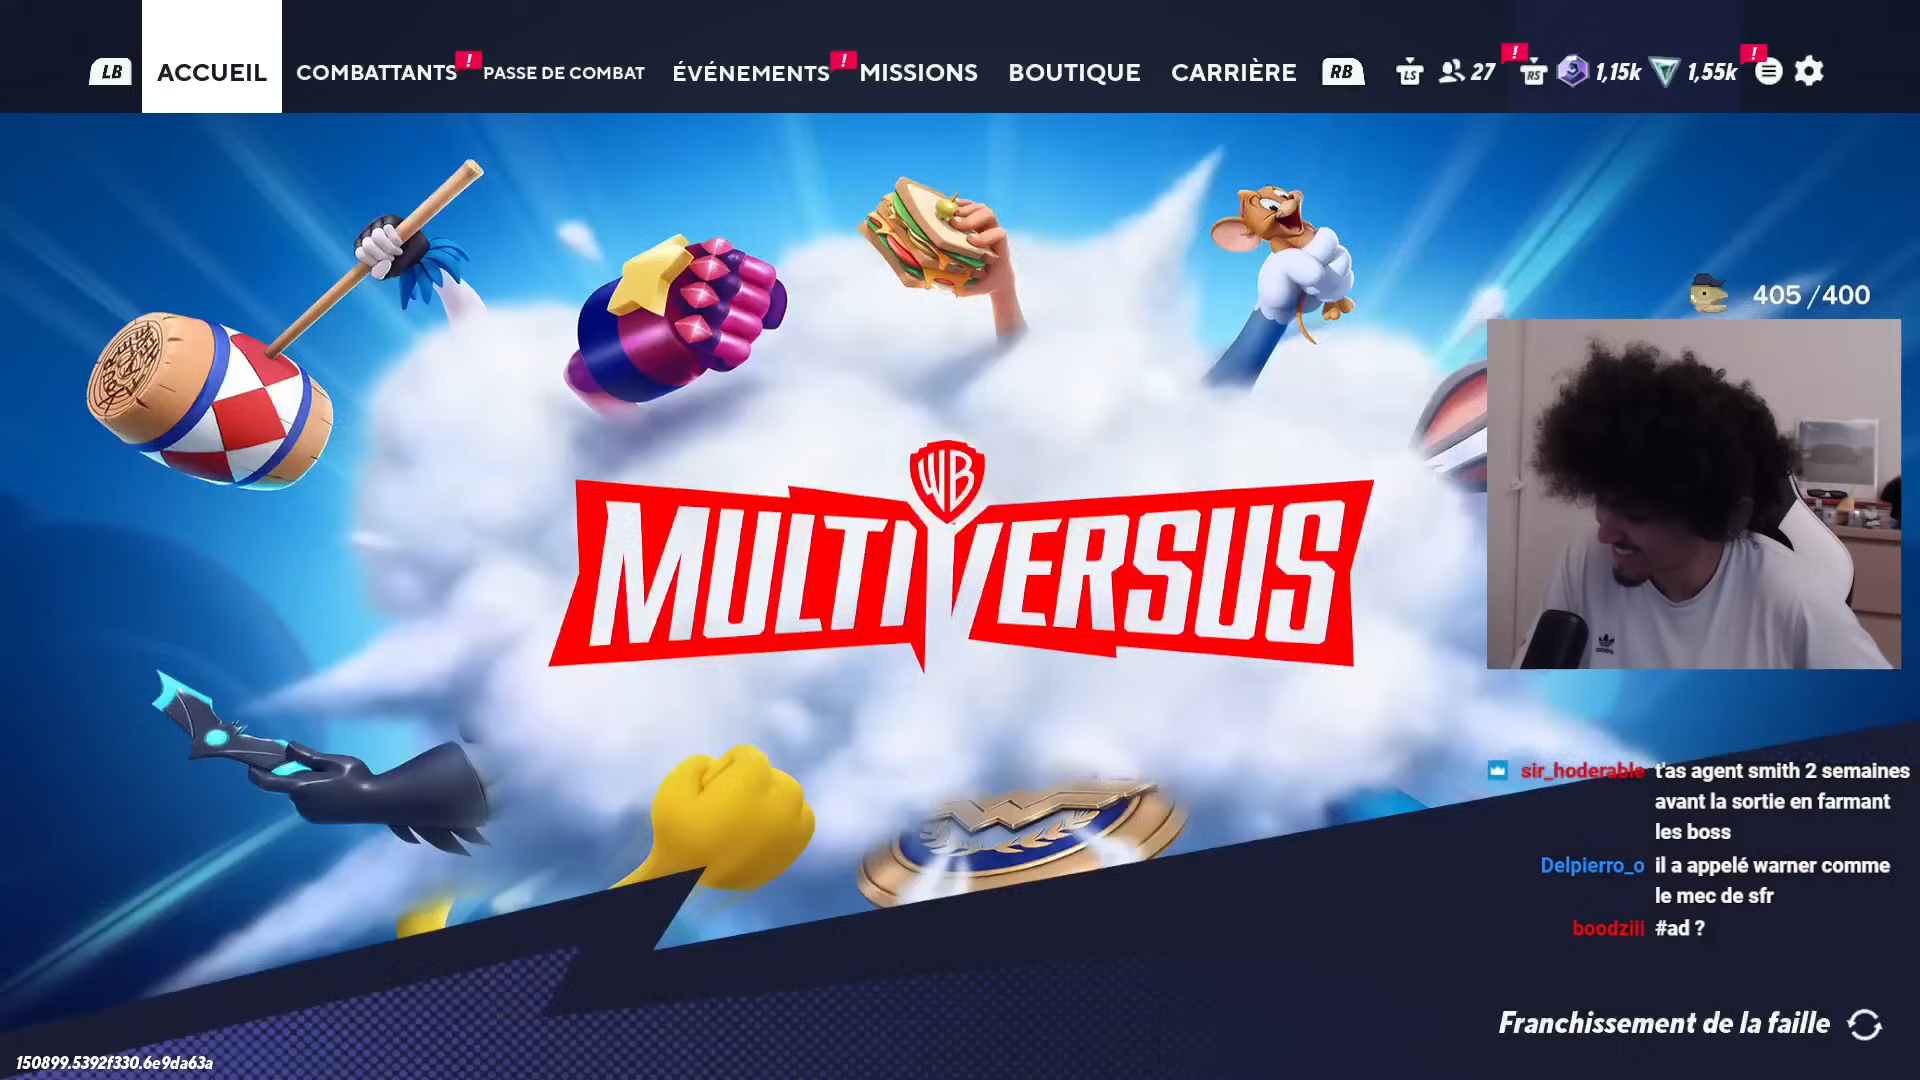 LB ACCUEIL COMBATTANTS ! PASSE DE COMBAT ÉVÉNEMENTS ! MISSIONS BOUTIQUE CARRIÈRE RB LS 27 ! RS 1,15k 1,55k !
405 /400
WB
MULTIVERSUS
sir_hoderable t'as agent smith 2 semaines
avant la sortie en farmant
les boss
Delpierro_o il a appelé warner comme
le mec de sfr
boodziii #ad ?
Franchissement de la faille
150899.5392f330.6e9da63a